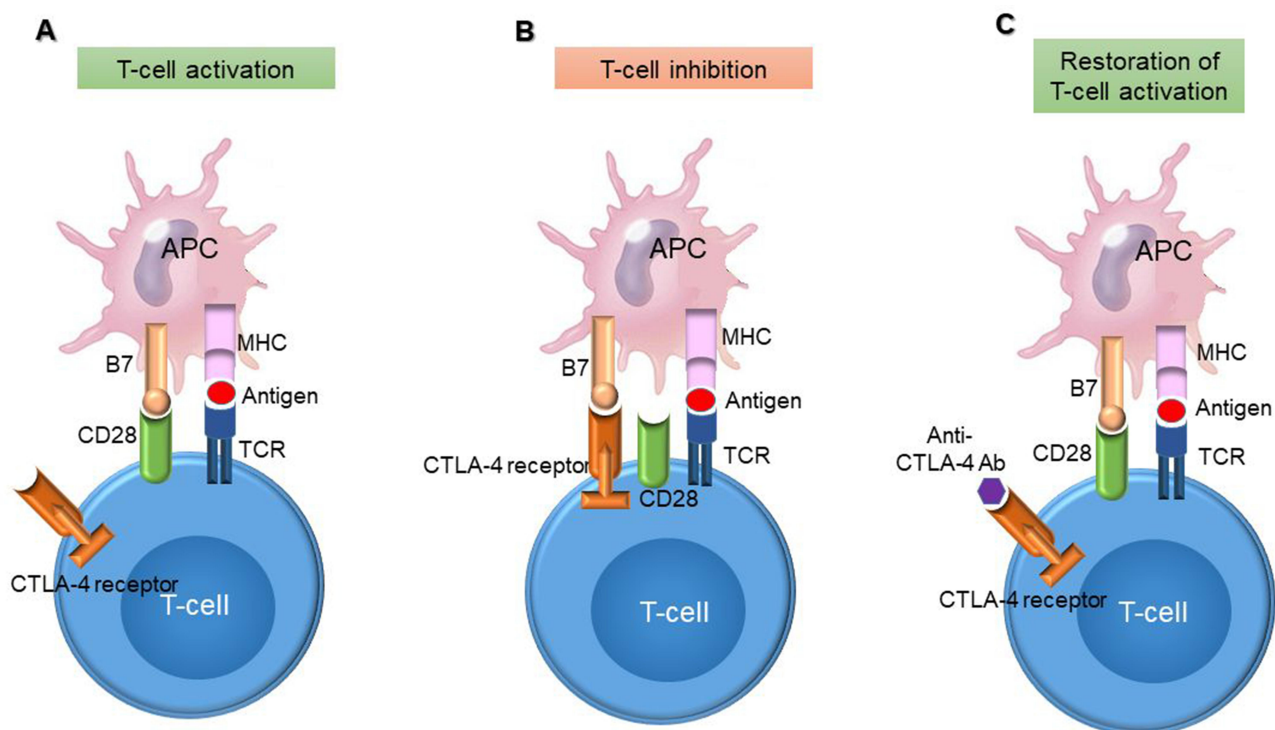 A
T-cell activation
APC
MHC
B7
Antigen
CD28
TCR
CTLA-4 receptor
T-cell
B
T-cell inhibition
APC
MHC
B7
Antigen
TCR
CTLA-4 receptor
CD28
T-cell
C
Restoration of
T-cell activation
APC
MHC
B7
Antigen
Anti-
CTLA-4 Ab
CD28
TCR
CTLA-4 receptor
T-cell